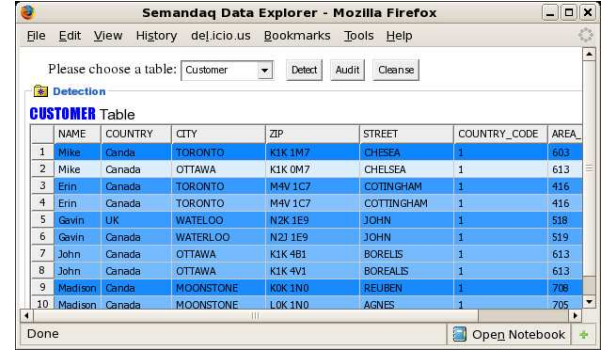 Semandaq Data Explorer - Mozilla Firefox
File Edit View History del.icio.us Bookmarks Tools Help
Please choose a table: Customer Detect Audit Cleanse
Detection
CUSTOMER Table
NAME COUNTRY CITY ZIP STREET COUNTRY_CODE AREA_
1 Mike Canda TORONTO K1K 1M7 CHESEA 1 603
2 Mike Canada OTTAWA K1K 0M7 CHELSEA 1 613
3 Erin Canada TORONTO M4V 1C7 COTINGHAM 1 416
4 Erin Canada TORONTO M4V 1C7 COTTINGHAM 1 416
5 Gavin UK WATELOO N2K 1E9 JOHN 1 518
6 Gavin Canada WATERLOO N2J 1E9 JOHN 1 519
7 John Canada OTTAWA K1K 4B1 BORELIS 1 613
8 John Canada OTTAWA K1K 4V1 BOREALIS 1 613
9 Madison Canda MOONSTONE K0K 1N0 REUBEN 1 708
10 Madison Canada MOONSTONE L0K 1N0 AGNES 1 705
Done Open Notebook